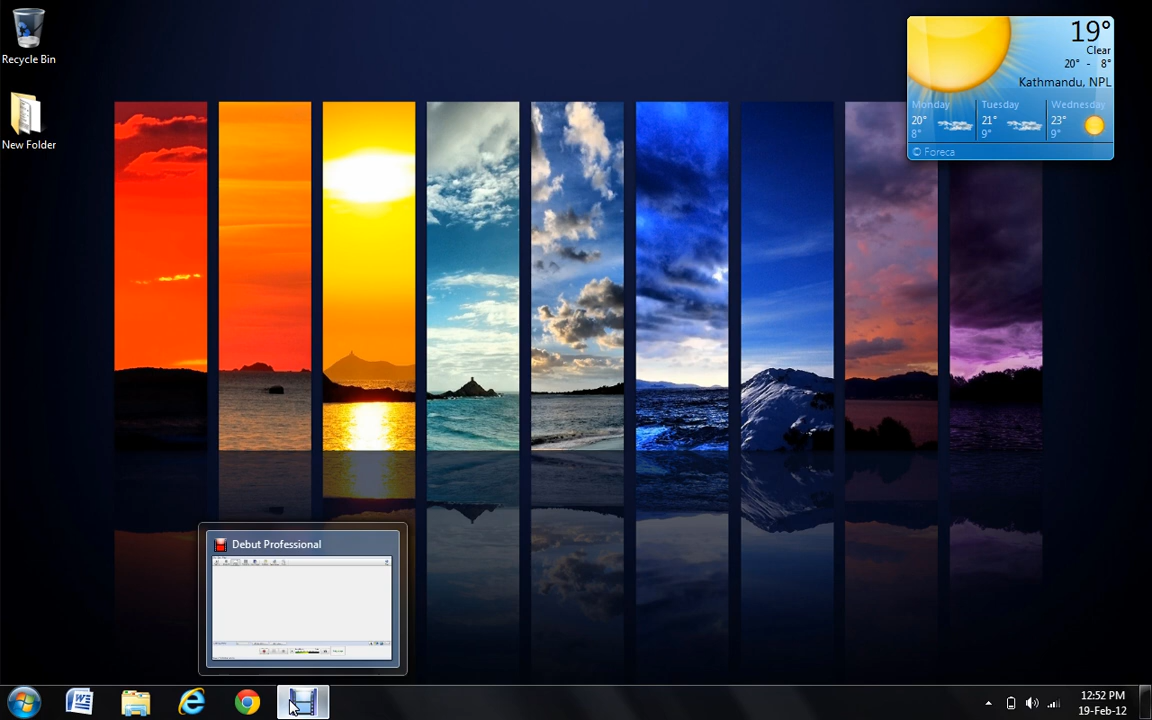 Recycle Bin
New Folder
19°
Clear
20° - 8°
Kathmandu, NPL
Monday Tuesday Wednesday
20° 21° 23°
8° 9° 9°
© Foreca
Debut Professional
12:52 PM
19-Feb-12